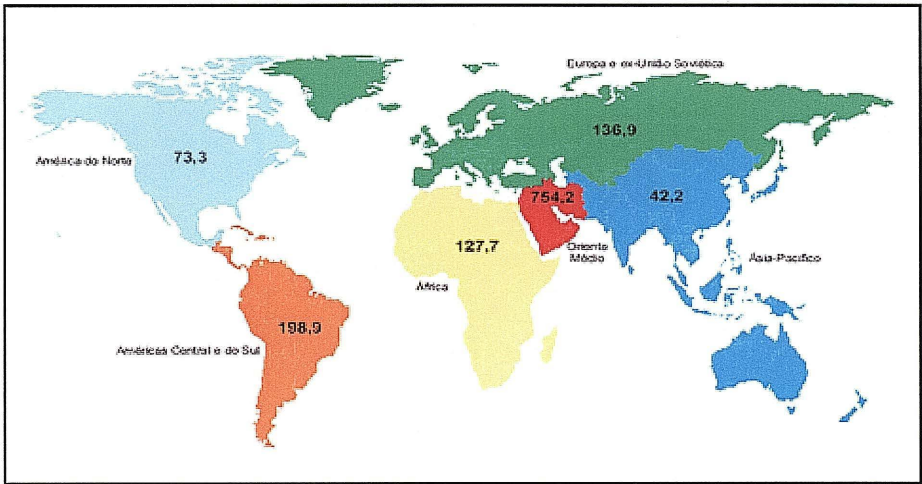 Europa e ex-União Soviética
136,9
América do Norte
73,3
754,2
42,2
127,7
Oriente
Médio
Ásia-Pacífico
África
198,9
Américas Central e do Sul